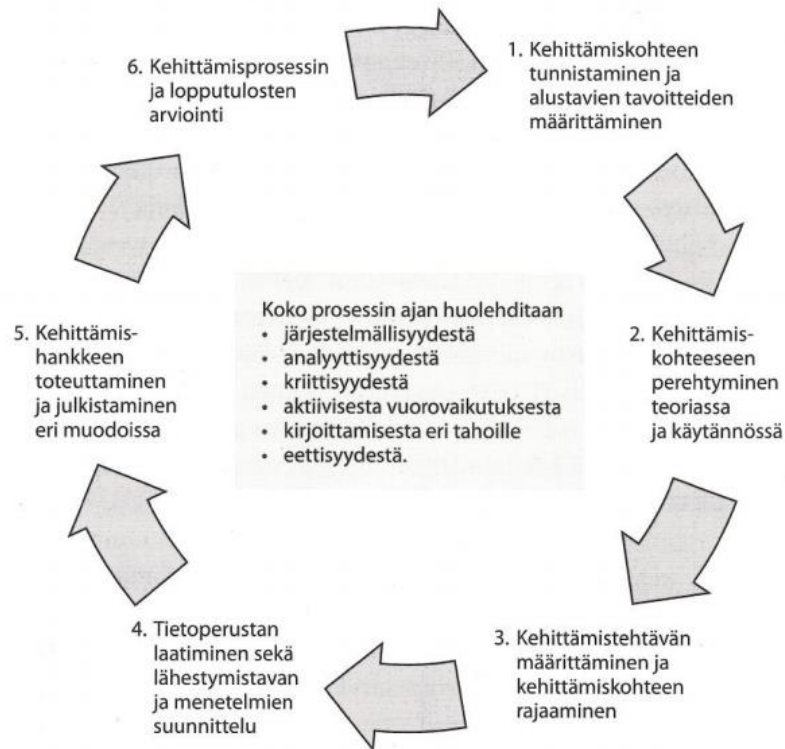 1. Kehittämiskohteen
tunnistaminen ja
alustavien tavoitteiden
määrittäminen
2. Kehittämis-
kohteeseen
perehtyminen
teoriassa
ja käytännössä
3. Kehittämistehtävän
määrittäminen ja
kehittämiskohteen
rajaaminen
4. Tietoperustan
laatiminen sekä
lähestymistavan
ja menetelmien
suunnittelu
5. Kehittämis-
hankkeen
toteuttaminen
ja julkistaminen
eri muodoissa
6. Kehittämisprosessin
ja lopputulosten
arviointi
Koko prosessin ajan huolehditaan
• järjestelmällisyydestä
• analyyttisyydestä
• kriittisyydestä
• aktiivisesta vuorovaikutuksesta
• kirjoittamisesta eri tahoille
• eettisyydestä.